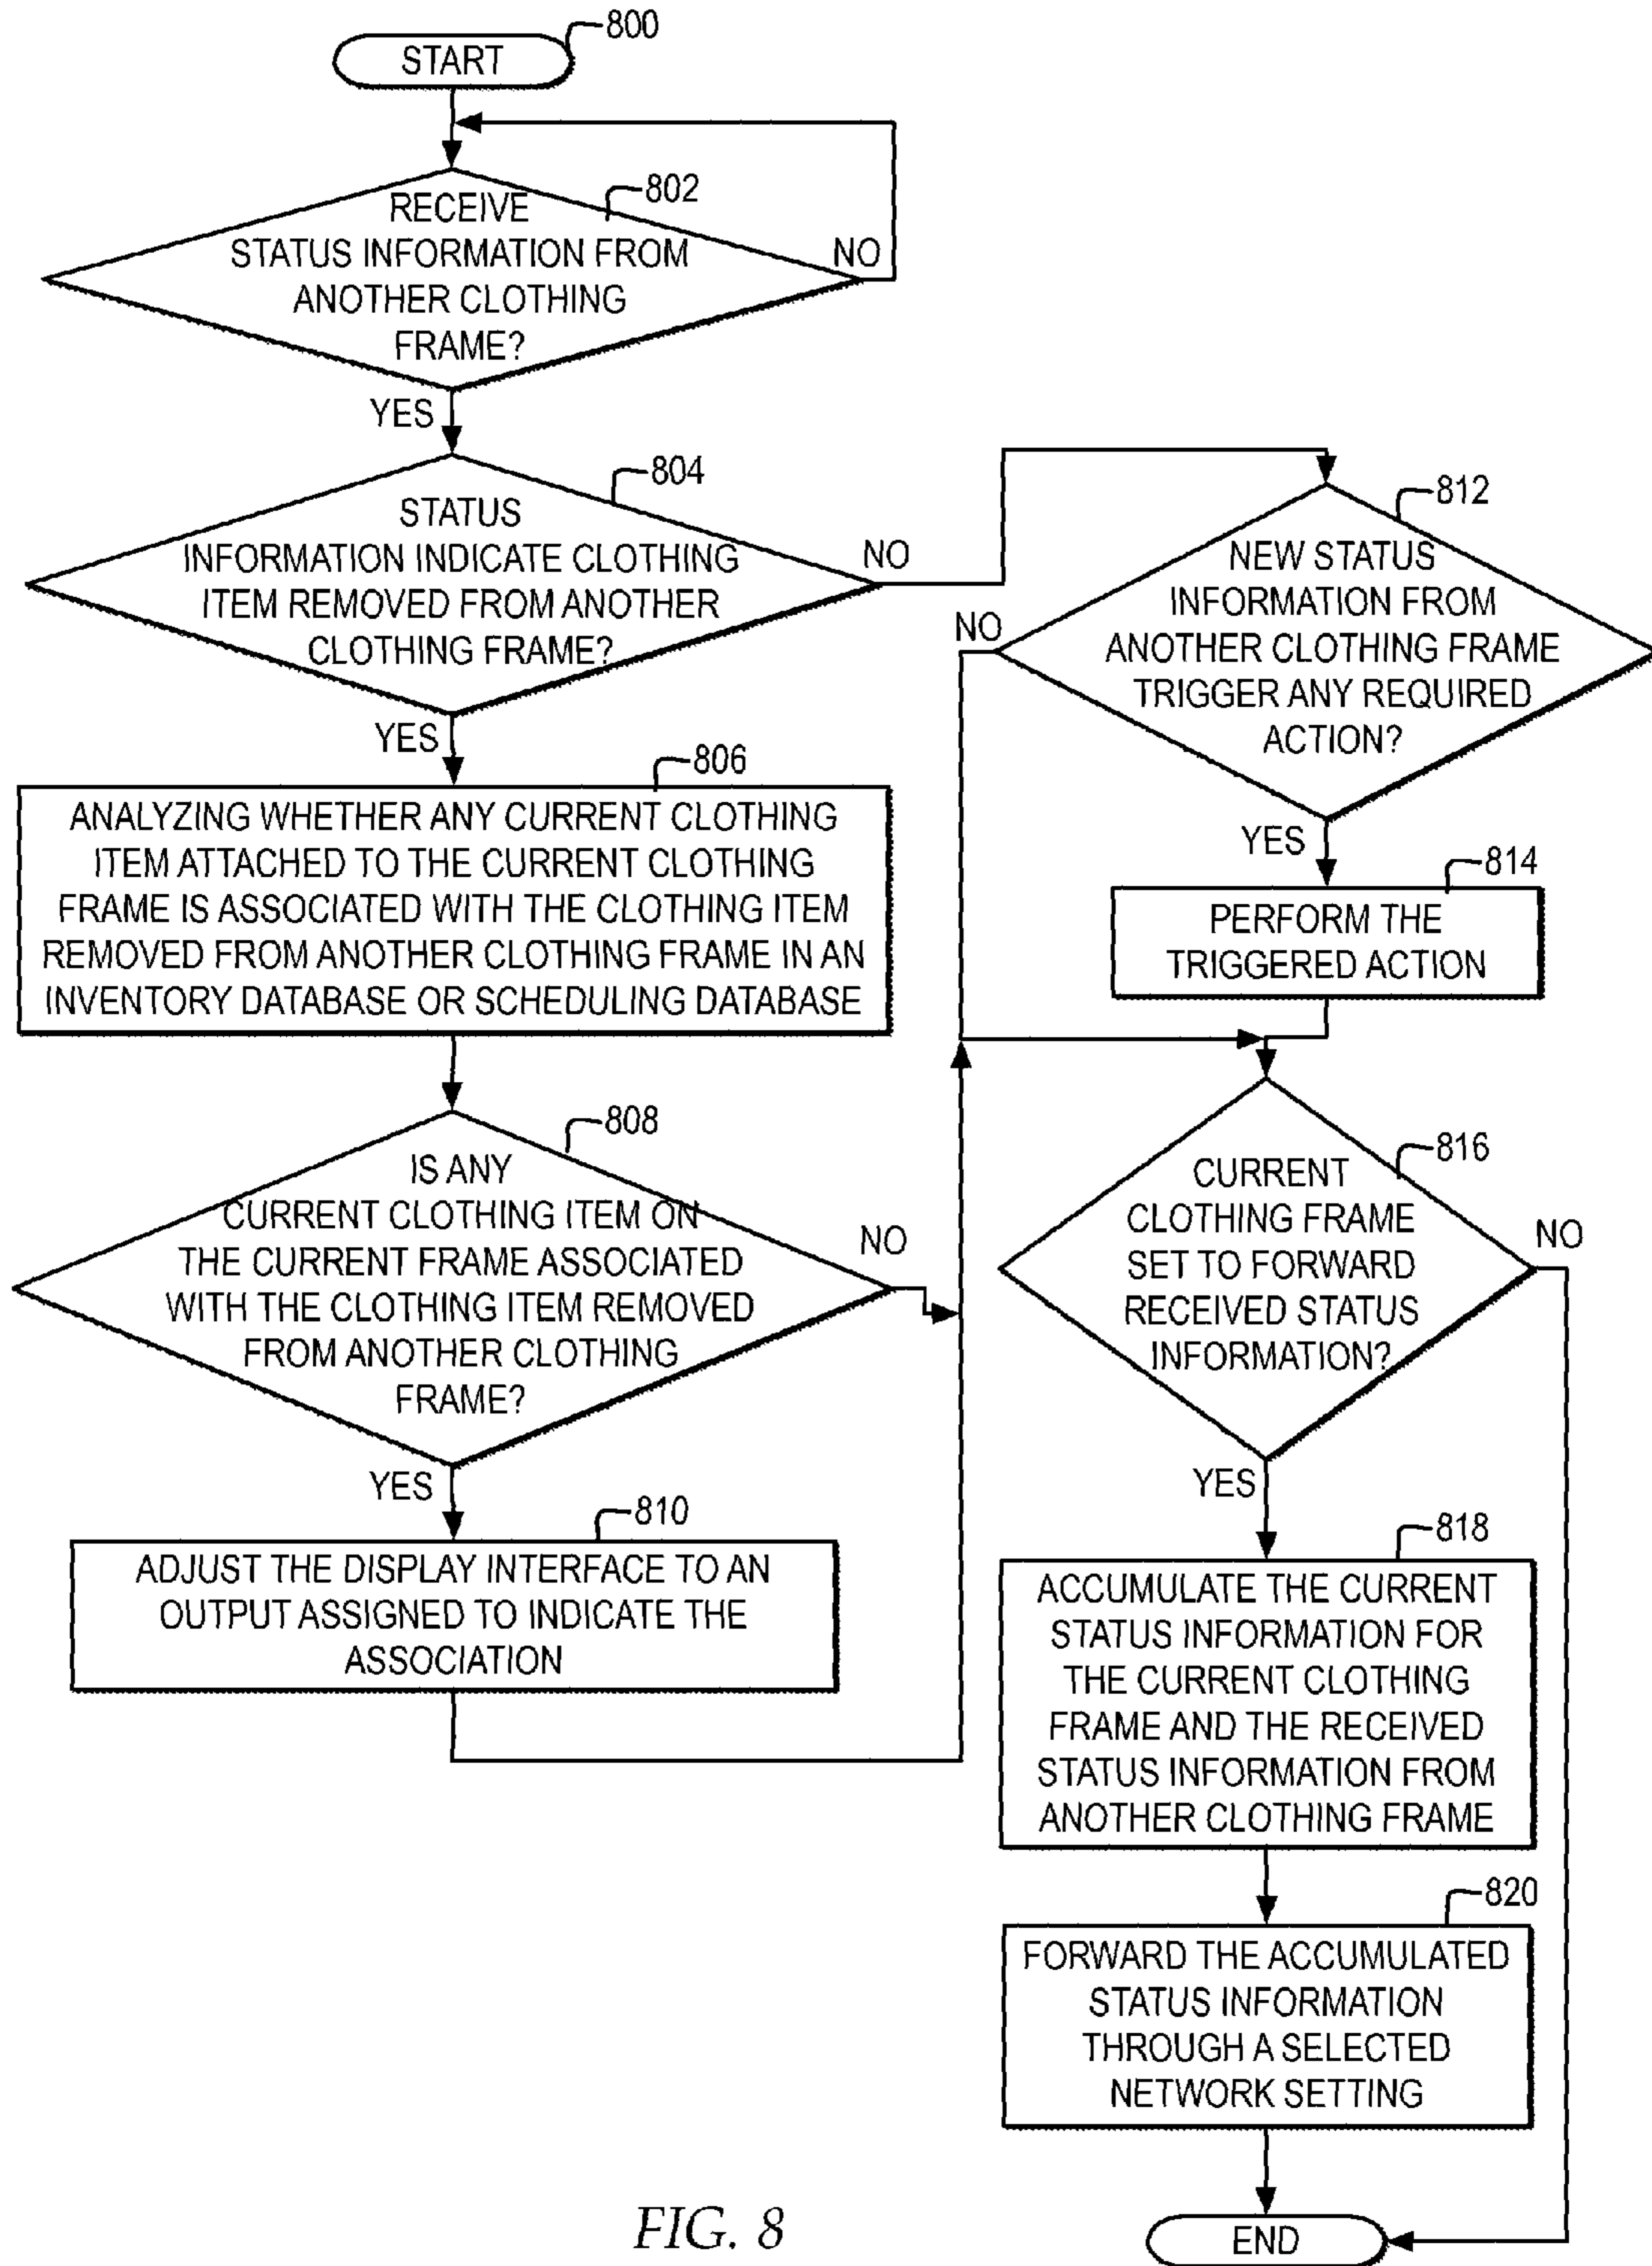 START
800
RECEIVE
STATUS INFORMATION FROM
ANOTHER CLOTHING
FRAME?
802
NO
YES
STATUS
INFORMATION INDICATE CLOTHING
ITEM REMOVED FROM ANOTHER
CLOTHING FRAME?
804
NO
YES
ANALYZING WHETHER ANY CURRENT CLOTHING
ITEM ATTACHED TO THE CURRENT CLOTHING
FRAME IS ASSOCIATED WITH THE CLOTHING ITEM
REMOVED FROM ANOTHER CLOTHING FRAME IN AN
INVENTORY DATABASE OR SCHEDULING DATABASE
806
IS ANY
CURRENT CLOTHING ITEM ON
THE CURRENT FRAME ASSOCIATED
WITH THE CLOTHING ITEM REMOVED
FROM ANOTHER CLOTHING
FRAME?
808
NO
YES
ADJUST THE DISPLAY INTERFACE TO AN
OUTPUT ASSIGNED TO INDICATE THE
ASSOCIATION
810
NEW STATUS
INFORMATION FROM
ANOTHER CLOTHING FRAME
TRIGGER ANY REQUIRED
ACTION?
812
NO
YES
PERFORM THE
TRIGGERED ACTION
814
CURRENT
CLOTHING FRAME
SET TO FORWARD
RECEIVED STATUS
INFORMATION?
816
NO
YES
ACCUMULATE THE CURRENT
STATUS INFORMATION FOR
THE CURRENT CLOTHING
FRAME AND THE RECEIVED
STATUS INFORMATION FROM
ANOTHER CLOTHING FRAME
818
FORWARD THE ACCUMULATED
STATUS INFORMATION
THROUGH A SELECTED
NETWORK SETTING
820
END
FIG. 8